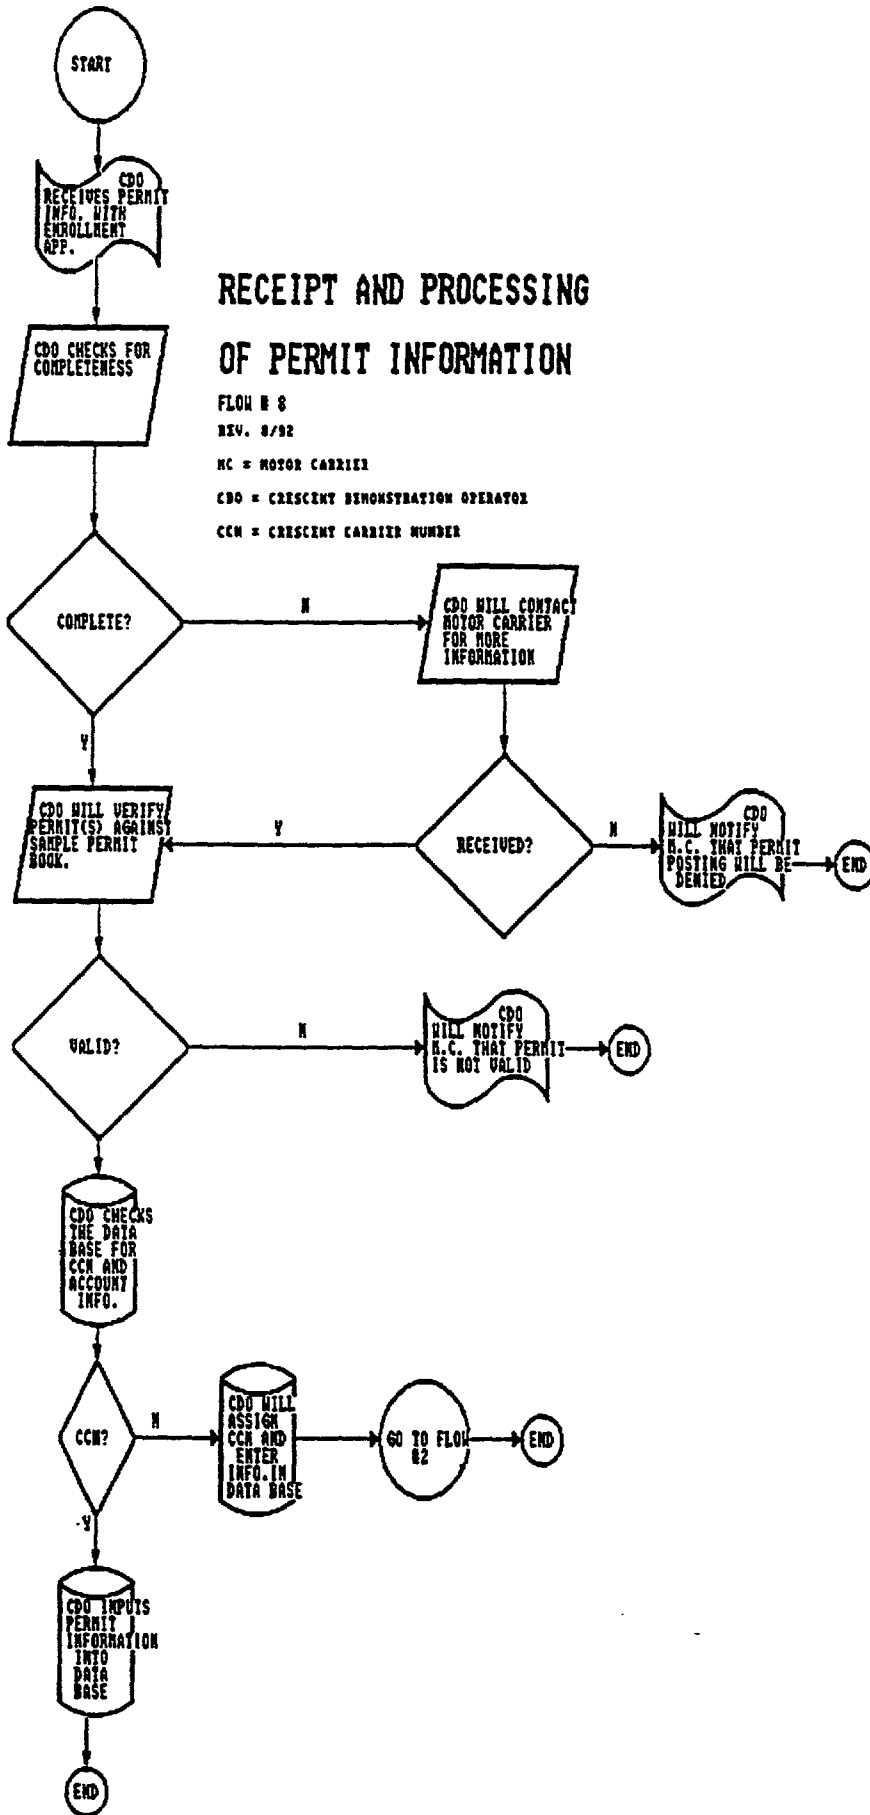 START
CDO
RECEIVES PERMIT
INFO. WITH
ENROLLMENT
APP.
RECEIPT AND PROCESSING
OF PERMIT INFORMATION
FLOW # 8
REV. 8/92
MC = MOTOR CARRIER
CDO = CRESCENT DEMONSTRATION OPERATOR
CCN = CRESCENT CARRIER NUMBER
CDO CHECKS FOR
COMPLETENESS
COMPLETE?
N
CDO WILL CONTACT
MOTOR CARRIER
FOR MORE
INFORMATION
Y
CDO WILL VERIFY
PERMIT(S) AGAINST
SAMPLE PERMIT
BOOK.
Y
RECEIVED?
N
CDO
WILL NOTIFY
M.C. THAT PERMIT
POSTING WILL BE
DENIED
END
VALID?
N
CDO
WILL NOTIFY
M.C. THAT PERMIT
IS NOT VALID
END
CDO CHECKS
THE DATA
BASE FOR
CCN AND
ACCOUNT
INFO.
CCN?
N
CDO WILL
ASSIGN
CCN AND
ENTER
INFO.IN
DATA BASE
GO TO FLOW
#2
END
Y
CDO INPUTS
PERMIT
INFORMATION
INTO
DATA
BASE
END